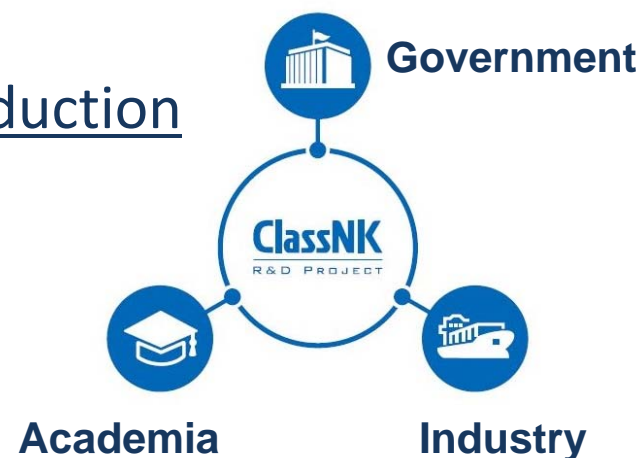 Government
duction
ClassNK
R&D PROJECT
Academia
Industry